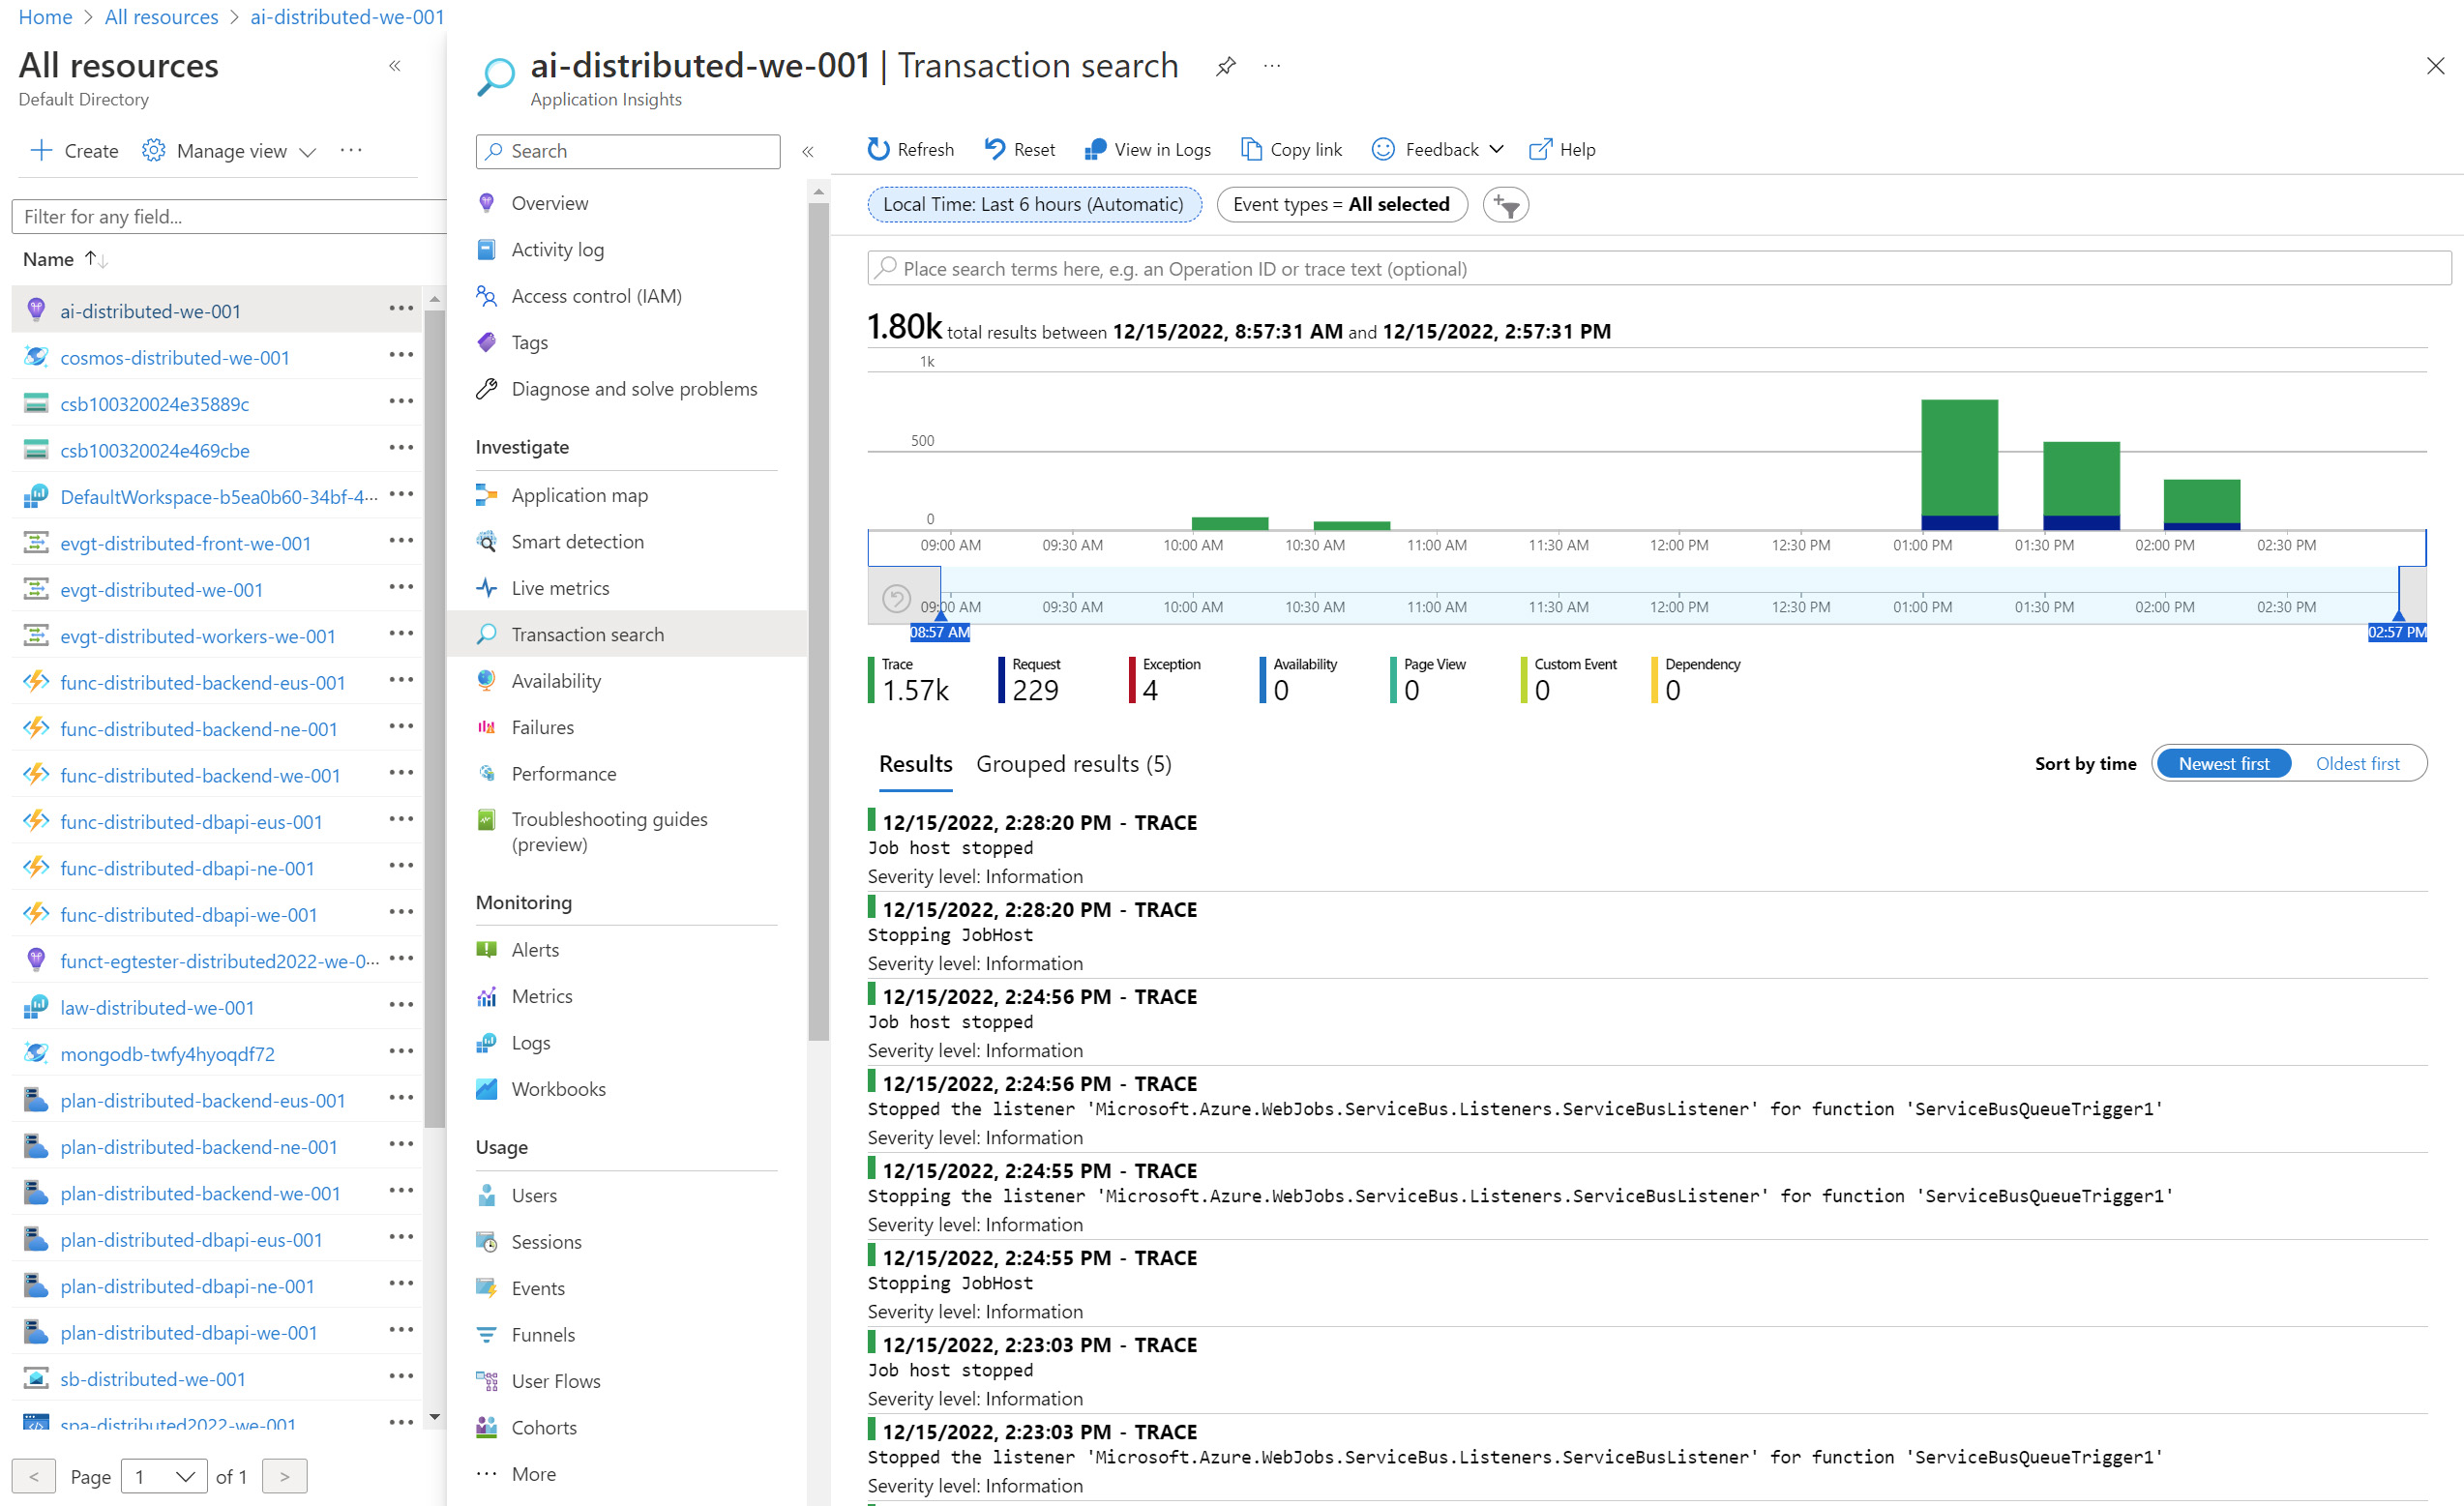 Home > All resources > ai-distributed-we-001
All resources
Default Directory
Create Manage view ...
Filter for any field...
Name
ai-distributed-we-001
cosmos-distributed-we-001
csb100320024e35889c
csb100320024e469cbe
DefaultWorkspace-b5ea0b60-34bf-4...
evgt-distributed-front-we-001
evgt-distributed-we-001
evgt-distributed-workers-we-001
func-distributed-backend-eus-001
func-distributed-backend-ne-001
func-distributed-backend-we-001
func-distributed-dbapi-eus-001
func-distributed-dbapi-ne-001
func-distributed-dbapi-we-001
funct-egtester-distributed2022-we-0...
law-distributed-we-001
mongodb-twfy4hyoqdf72
plan-distributed-backend-eus-001
plan-distributed-backend-ne-001
plan-distributed-backend-we-001
plan-distributed-dbapi-eus-001
plan-distributed-dbapi-ne-001
plan-distributed-dbapi-we-001
sb-distributed-we-001
spa-distributed2022-we-001
< Page 1 of 1 >
ai-distributed-we-001 | Transaction search
Application Insights
Search
Overview
Activity log
Access control (IAM)
Tags
Diagnose and solve problems
Investigate
Application map
Smart detection
Live metrics
Transaction search
Availability
Failures
Performance
Troubleshooting guides
(preview)
Monitoring
Alerts
Metrics
Logs
Workbooks
Usage
Users
Sessions
Events
Funnels
User Flows
Cohorts
More
Refresh Reset View in Logs Copy link Feedback Help
Local Time: Last 6 hours (Automatic) Event types = All selected
Place search terms here, e.g. an Operation ID or trace text (optional)
1.80k total results between 12/15/2022, 8:57:31 AM and 12/15/2022, 2:57:31 PM
1k
500
0
09:00 AM 09:30 AM 10:00 AM 10:30 AM 11:00 AM 11:30 AM 12:00 PM 12:30 PM 01:00 PM 01:30 PM 02:00 PM 02:30 PM
09:00 AM 09:30 AM 10:00 AM 10:30 AM 11:00 AM 11:30 AM 12:00 PM 12:30 PM 01:00 PM 01:30 PM 02:00 PM 02:30 PM
08:57 AM 02:57 PM
Trace Request Exception Availability Page View Custom Event Dependency
1.57k 229 4 0 0 0 0
Results Grouped results (5) Sort by time Newest first Oldest first
12/15/2022, 2:28:20 PM - TRACE
Job host stopped
Severity level: Information
12/15/2022, 2:28:20 PM - TRACE
Stopping JobHost
Severity level: Information
12/15/2022, 2:24:56 PM - TRACE
Job host stopped
Severity level: Information
12/15/2022, 2:24:56 PM - TRACE
Stopped the listener 'Microsoft.Azure.WebJobs.ServiceBus.Listeners.ServiceBusListener' for function 'ServiceBusQueueTrigger1'
Severity level: Information
12/15/2022, 2:24:55 PM - TRACE
Stopping the listener 'Microsoft.Azure.WebJobs.ServiceBus.Listeners.ServiceBusListener' for function 'ServiceBusQueueTrigger1'
Severity level: Information
12/15/2022, 2:24:55 PM - TRACE
Stopping JobHost
Severity level: Information
12/15/2022, 2:23:03 PM - TRACE
Job host stopped
Severity level: Information
12/15/2022, 2:23:03 PM - TRACE
Stopped the listener 'Microsoft.Azure.WebJobs.ServiceBus.Listeners.ServiceBusListener' for function 'ServiceBusQueueTrigger1'
Severity level: Information